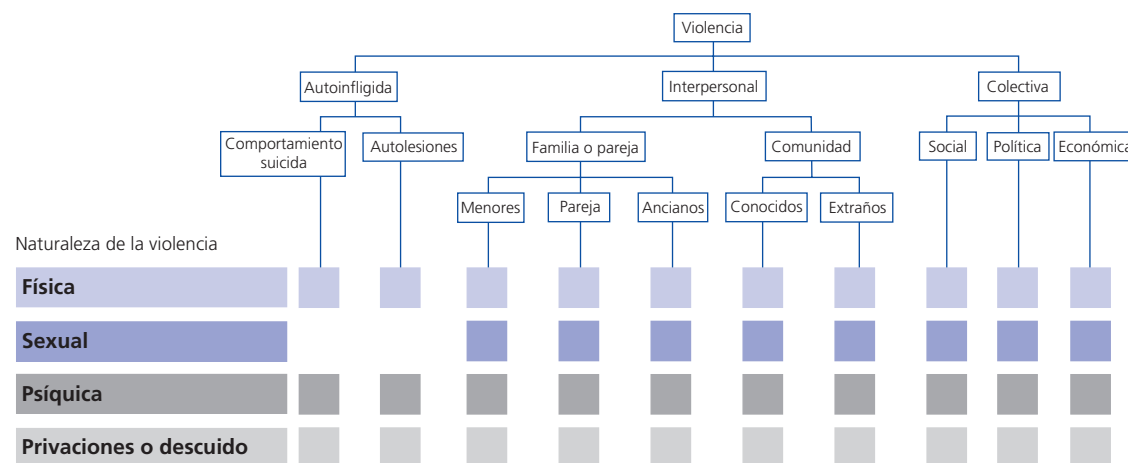 Violencia
Autoinfligida
Interpersonal
Colectiva
Comportamiento
suicida
Autolesiones
Familia o pareja
Comunidad
Social
Política
Económica
Menores
Pareja
Ancianos
Conocidos
Extraños
Naturaleza de la violencia
Física
Sexual
Psíquica
Privaciones o descuido